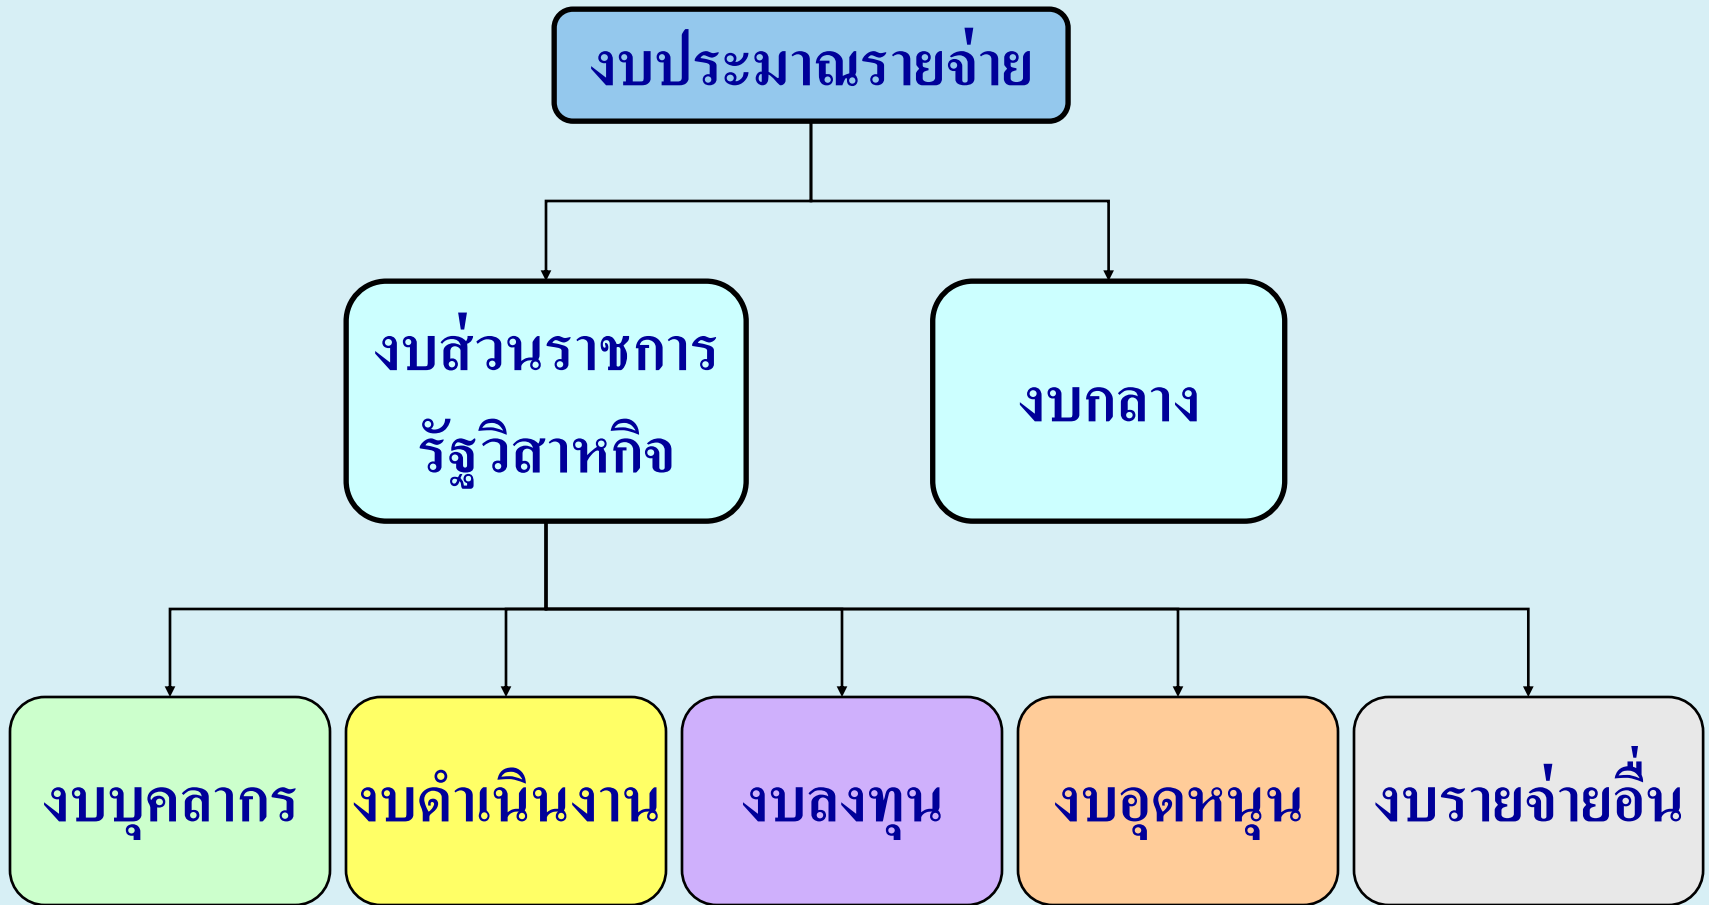 งบประมาณรายจ่าย
งบส่วนราชการ
รัฐวิสาหกิจ
งบกลาง
งบบุคลากร
งบดำเนินงาน
งบลงทุน
งบอุดหนุน
งบรายจ่ายอื่น